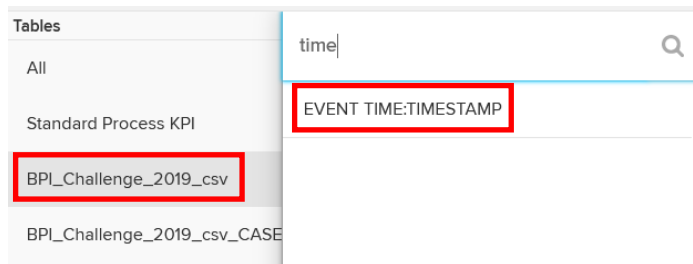 Tables
All
Standard Process KPI
BPI_Challenge_2019_csv
BPI_Challenge_2019_csv_CASE
time
EVENT TIME:TIMESTAMP